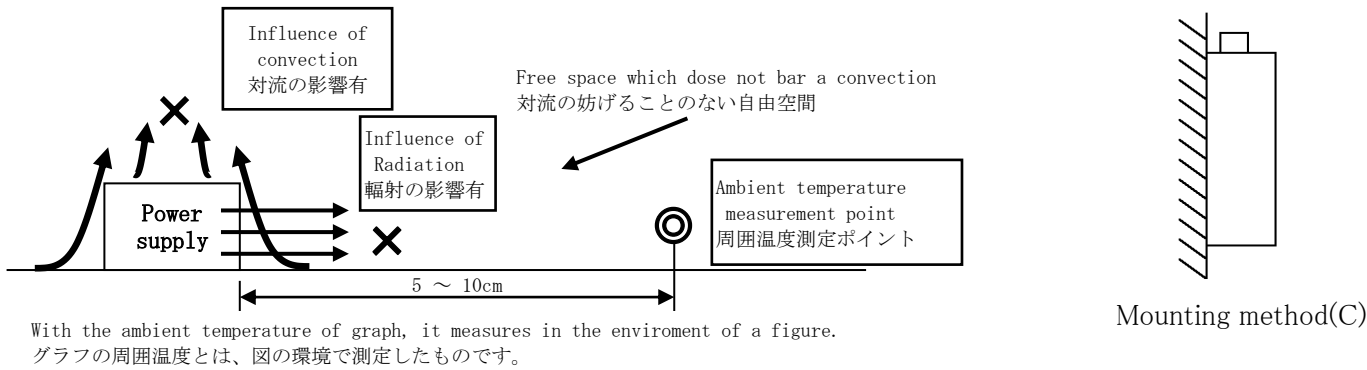 Influence of
convection
対流の影響有
Free space which dose not bar a convection
対流の妨げることのない自由空間
Influence of
Radiation
輻射の影響有
Ambient temperature
measurement point
周囲温度測定ポイント
Power
supply
5 ～ 10cm
With the ambient temperature of graph, it measures in the enviroment of a figure.
グラフの周囲温度とは、図の環境で測定したものです。
Mounting method(C)